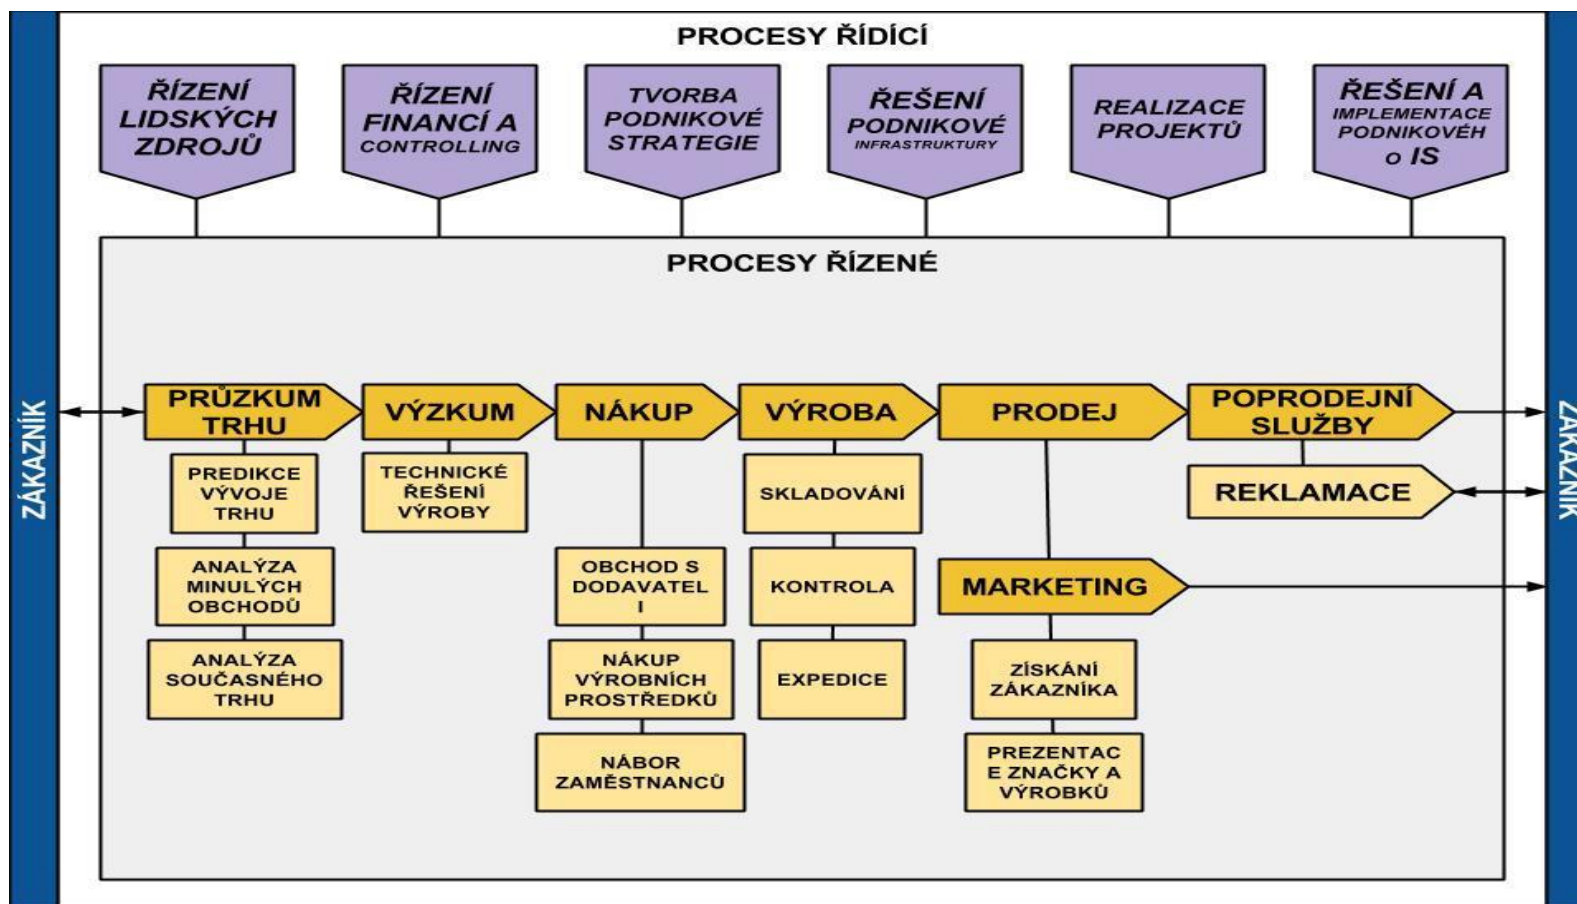 PROCESY ŘÍDÍCÍ
ŘÍZENÍ
LIDSKÝCH
ZDROJŮ
ŘÍZENÍ
FINANCÍ A
CONTROLLING
TVORBA
PODNIKOVÉ
STRATEGIE
ŘEŠENÍ
PODNIKOVÉ
INFRASTRUKTURY
REALIZACE
PROJEKTŮ
ŘEŠENÍ A
IMPLEMENTACE
PODNIKOVÉH
O IS
PROCESY ŘÍZENÉ
ZÁKAZNÍK
PRŮZKUM
TRHU
VÝZKUM
NÁKUP
VÝROBA
PRODEJ
POPRODEJNÍ
SLUŽBY
ZÁKAZNÍK
PREDIKCE
VÝVOJE
TRHU
ANALÝZA
MINULÝCH
OBCHODŮ
ANALÝZA
SOUČASNÉHO
TRHU
TECHNICKÉ
ŘEŠENÍ
VÝROBY
OBCHOD S
DODAVATEL
I
NÁKUP
VÝROBNÍCH
PROSTŘEDKŮ
NÁBOR
ZAMĚSTNANCŮ
SKLADOVÁNÍ
KONTROLA
EXPEDICE
MARKETING
ZÍSKÁNÍ
ZÁKAZNÍKA
PREZENTAC
E ZNAČKY A
VÝROBKŮ
REKLAMACE